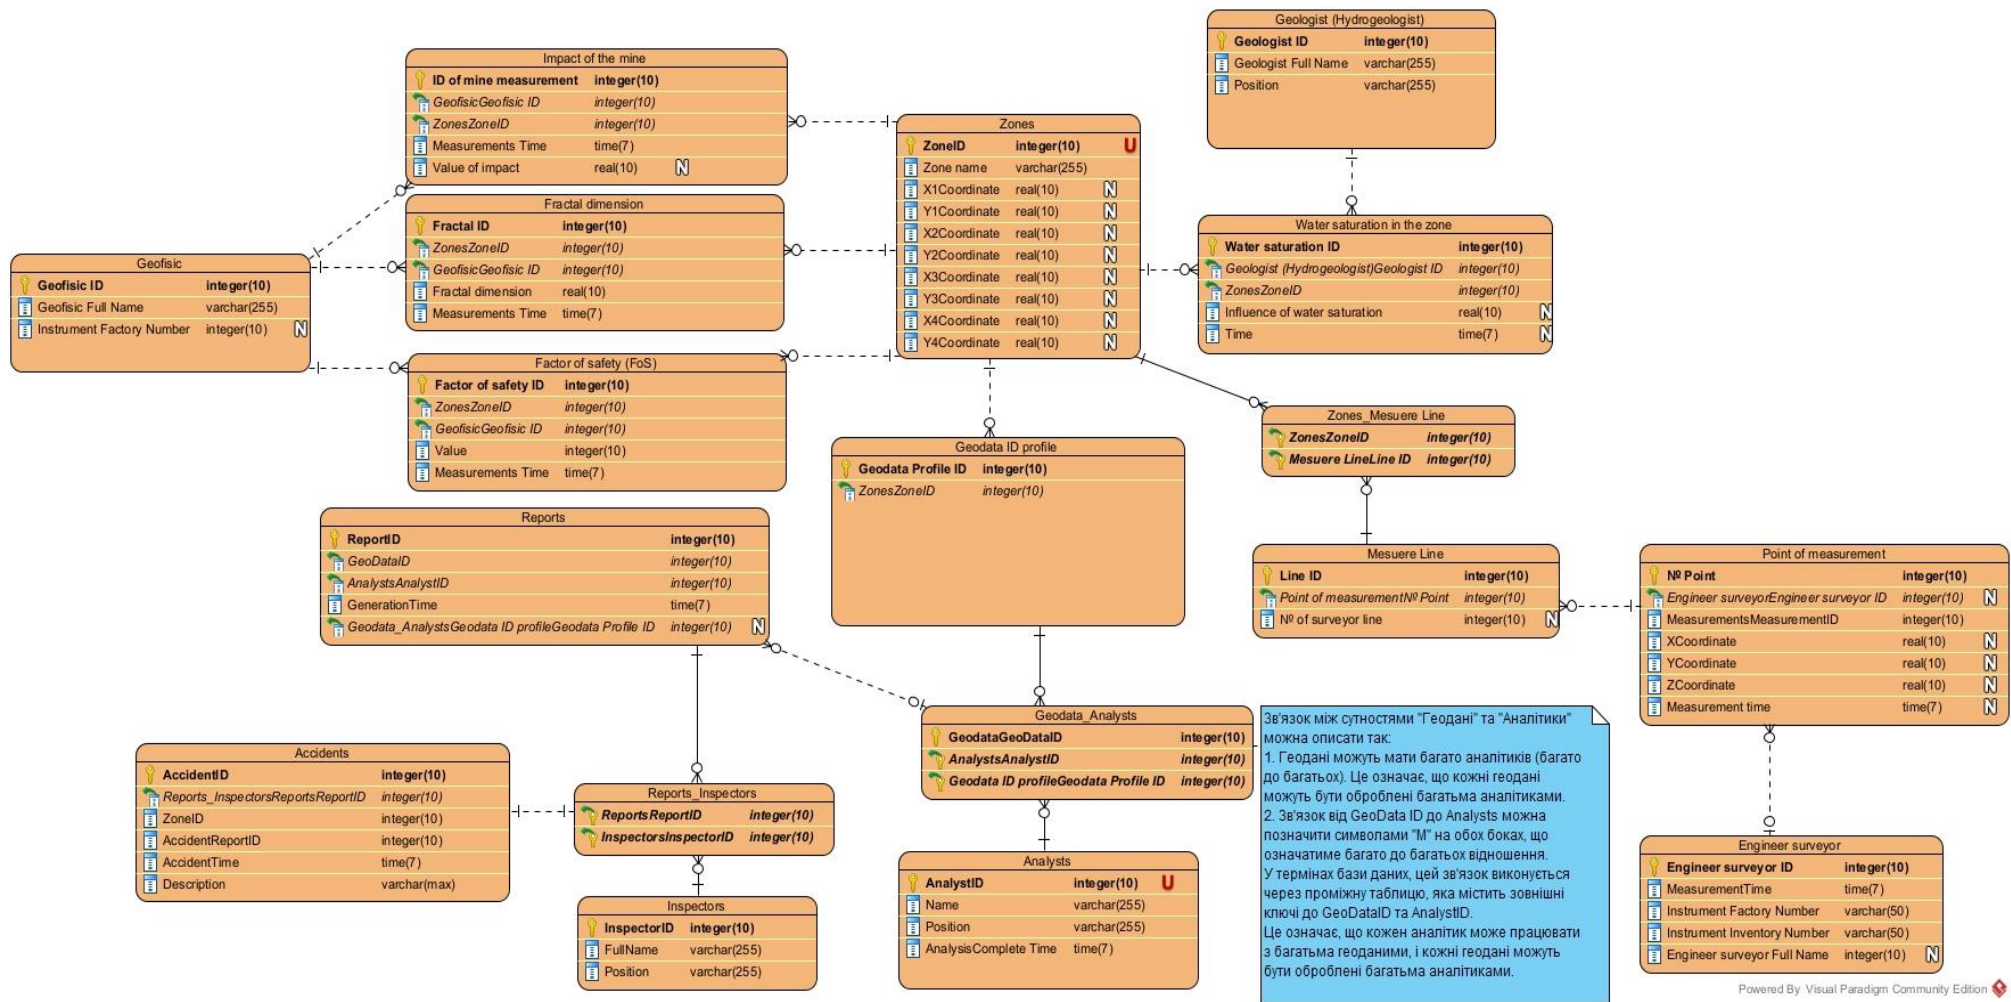 Geologist (Hydrogeologist)
Geologist ID integer(10)
Geologist Full Name varchar(255)
Position varchar(255)
Impact of the mine
ID of mine measurement integer(10)
GeofisicGeofisic ID integer(10)
ZonesZoneID integer(10)
Measurements Time time(7)
Value of impact real(10) N
Zones
ZoneID integer(10) U
Zone name varchar(255)
X1Coordinate real(10) N
Y1Coordinate real(10) N
X2Coordinate real(10) N
Y2Coordinate real(10) N
X3Coordinate real(10) N
Y3Coordinate real(10) N
X4Coordinate real(10) N
Y4Coordinate real(10) N
Fractal dimension
Fractal ID integer(10)
ZonesZoneID integer(10)
GeofisicGeofisic ID integer(10)
Fractal dimension real(10)
Measurements Time time(7)
Water saturation in the zone
Water saturation ID integer(10)
Geologist (Hydrogeologist)Geologist ID integer(10)
ZonesZoneID integer(10)
Influence of water saturation real(10) N
Time time(7) N
Geofisic
Geofisic ID integer(10)
Geofisic Full Name varchar(255)
Instrument Factory Number integer(10) N
Factor of safety (FoS)
Factor of safety ID integer(10)
ZonesZoneID integer(10)
GeofisicGeofisic ID integer(10)
Value integer(10)
Measurements Time time(7)
Zones_Mesuere Line
ZonesZoneID integer(10)
Mesuere LineLine ID integer(10)
Geodata ID profile
Geodata Profile ID integer(10)
ZonesZoneID integer(10)
Reports
ReportID integer(10)
GeoDataID integer(10)
AnalystsAnalystID integer(10)
GenerationTime time(7)
Geodata_AnalystsGeodata ID profileGeodata Profile ID integer(10) N
Mesuere Line
Line ID integer(10)
Point of measurement№ Point integer(10)
№ of surveyor line integer(10) N
Point of measurement
№ Point integer(10)
Engineer surveyorEngineer surveyor ID integer(10) N
MeasurementsMeasurementID integer(10)
XCoordinate real(10) N
YCoordinate real(10) N
ZCoordinate real(10) N
Measurement time time(7) N
Geodata_Analysts
GeodataGeoDataID integer(10)
AnalystsAnalystID integer(10)
Geodata ID profileGeodata Profile ID integer(10)
Зв'язок між сутностями "Геодані" та "Аналітики"
можна описати так:
1. Геодані можуть мати багато аналітиків (багато
до багатьох). Це означає, що кожні геодані
можуть бути оброблені багатьма аналітиками.
2. Зв'язок від GeoData ID до Analysts можна
позначити символами "М" на обох боках, що
означатиме багато до багатьох відношення.
У термінах бази даних, цей зв'язок виконується
через проміжну таблицю, яка містить зовнішні
ключі до GeoDataID та AnalystID.
Це означає, що кожен аналітик може працювати
з багатьма геоданими, і кожні геодані можуть
бути оброблені багатьма аналітиками.
Accidents
AccidentID integer(10)
Reports_InspectorsReportsReportID integer(10)
ZoneID integer(10)
AccidentReportID integer(10)
AccidentTime time(7)
Description varchar(max)
Reports_Inspectors
ReportsReportID integer(10)
InspectorsInspectorID integer(10)
Inspectors
InspectorID integer(10)
FullName varchar(255)
Position varchar(255)
Analysts
AnalystID integer(10) U
Name varchar(255)
Position varchar(255)
AnalysisComplete Time time(7)
Engineer surveyor
Engineer surveyor ID integer(10)
MeasurementTime time(7)
Instrument Factory Number varchar(50)
Instrument Inventory Number varchar(50)
Engineer surveyor Full Name integer(10) N
Powered By Visual Paradigm Community Edition